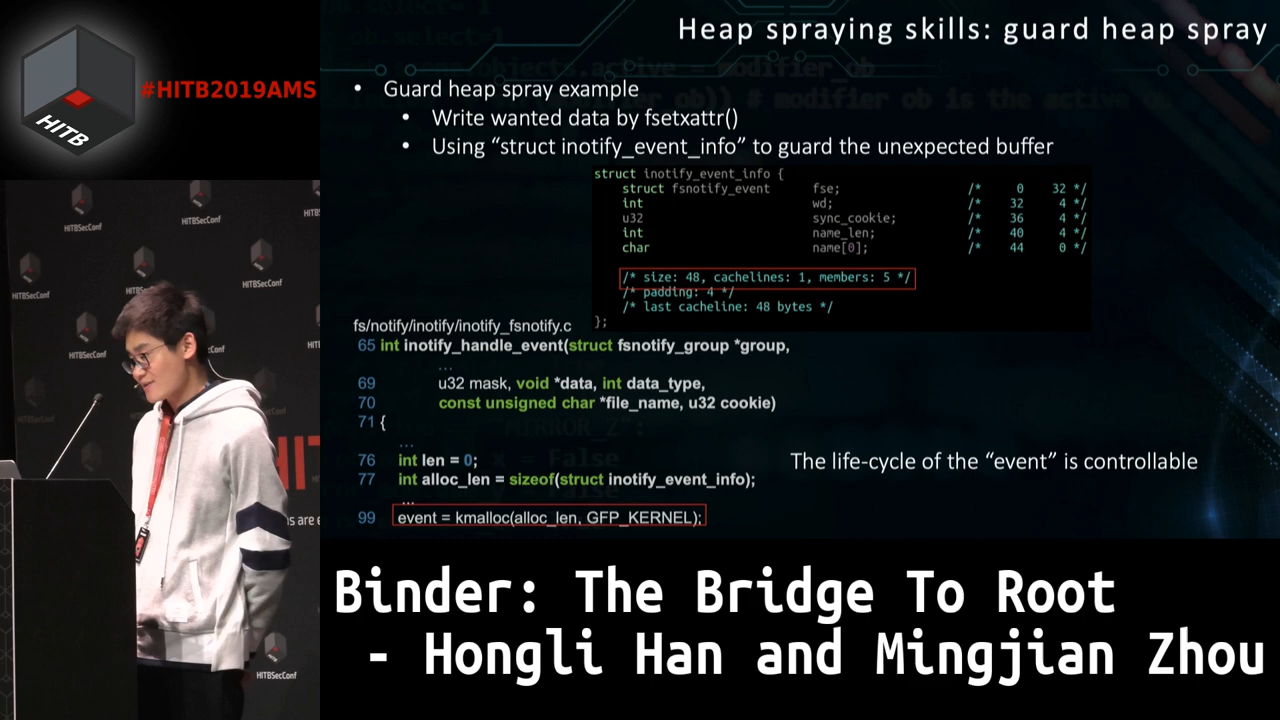 Heap spraying skills: guard heap spray
#HITB2019AMS
HITB
• Guard heap spray example
• Write wanted data by fsetxattr()
• Using “struct inotify_event_info” to guard the unexpected buffer
struct inotify_event_info {
struct fsnotify_event fse; /* 0 32 */
int wd; /* 32 4 */
u32 sync_cookie; /* 36 4 */
int name_len; /* 40 4 */
char name[0]; /* 44 0 */
/* size: 48, cachelines: 1, members: 5 */
/* padding: 4 */
/* last cacheline: 48 bytes */
};
fs/notify/inotify/inotify_fsnotify.c
65 int inotify_handle_event(struct fsnotify_group *group,
...
69 u32 mask, void *data, int data_type,
70 const unsigned char *file_name, u32 cookie)
71 {
...
76 int len = 0;
77 int alloc_len = sizeof(struct inotify_event_info);
...
99 event = kmalloc(alloc_len, GFP_KERNEL);
The life-cycle of the “event” is controllable
HITBSecConf
HITBSecConf
HITBSecConf
HITBSecConf
HITBSecConf
HITBSecConf
Binder: The Bridge To Root
- Hongli Han and Mingjian Zhou